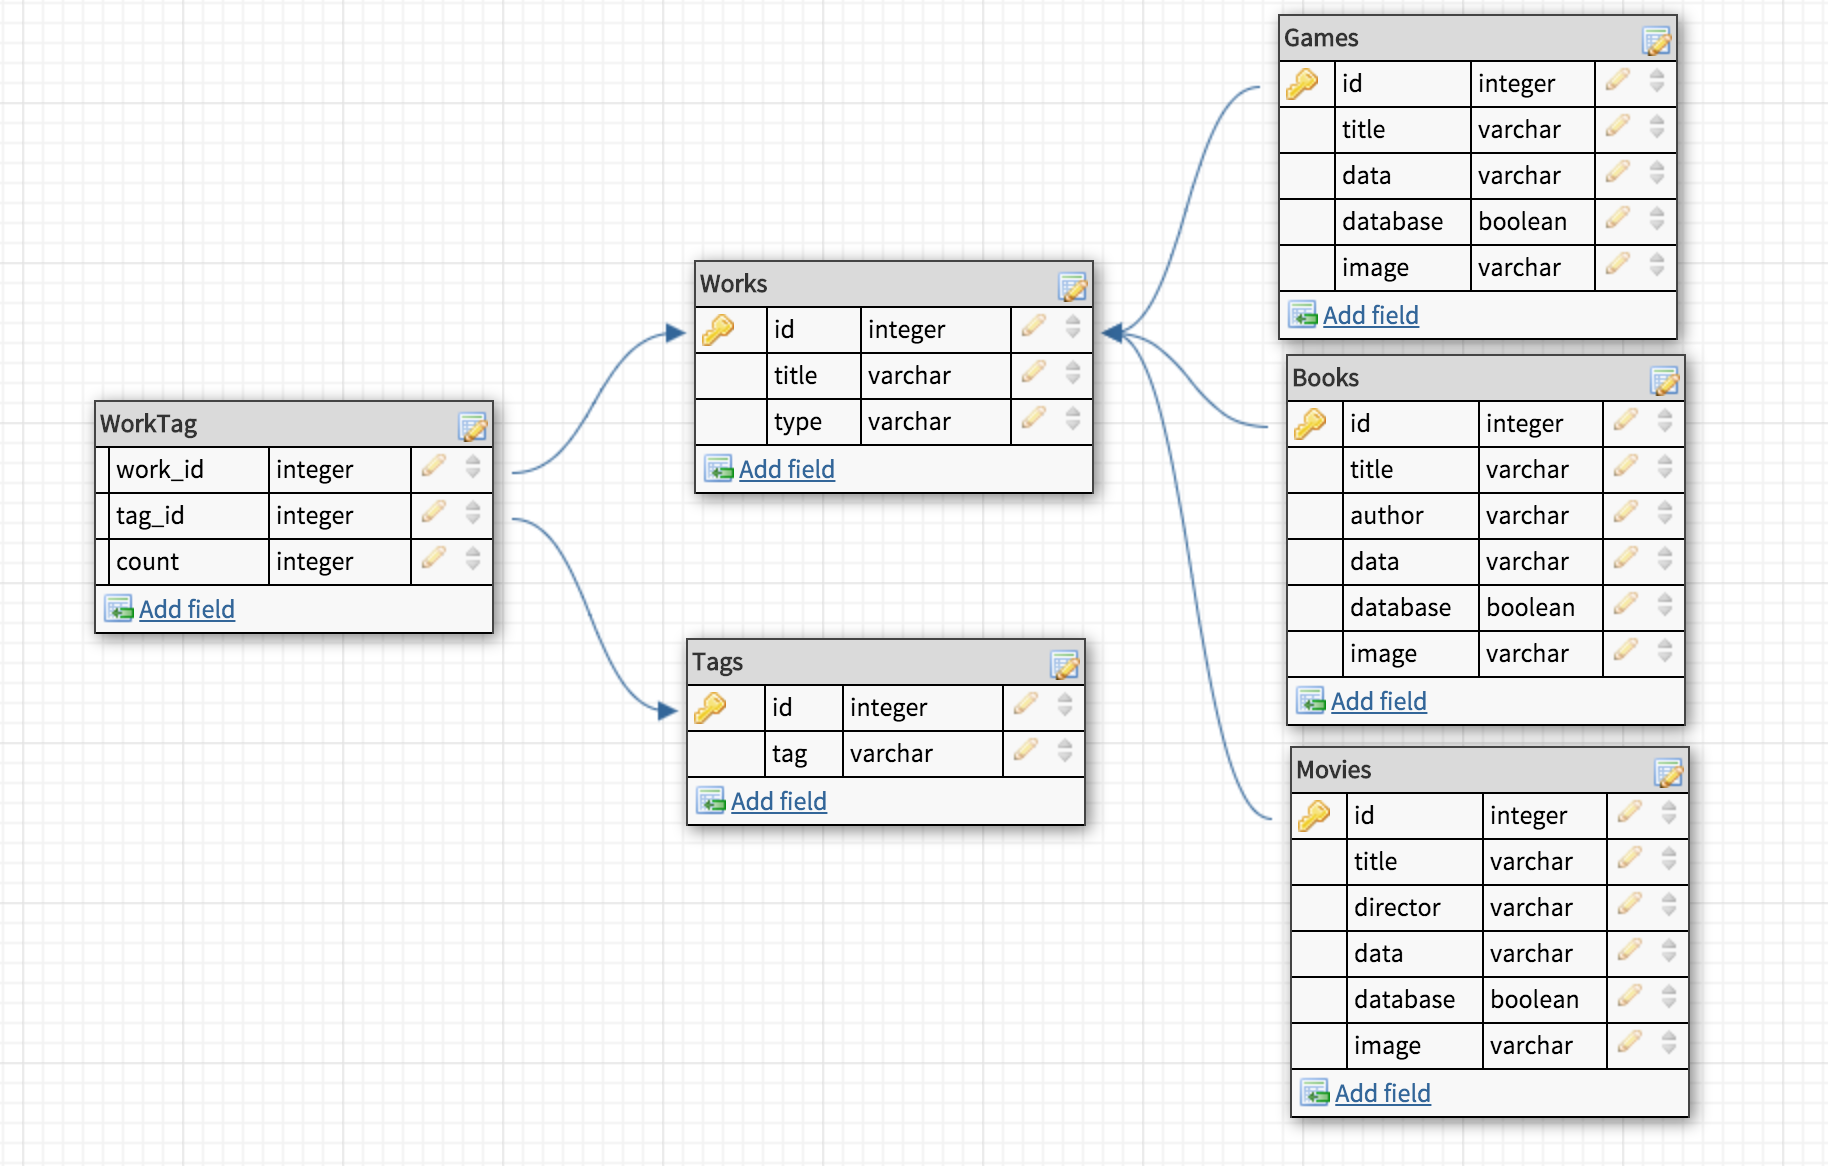 WorkTag
work_id integer
tag_id integer
count integer
Add field
Works
id integer
title varchar
type varchar
Add field
Tags
id integer
tag varchar
Add field
Games
id integer
title varchar
data varchar
database boolean
image varchar
Add field
Books
id integer
title varchar
author varchar
data varchar
database boolean
image varchar
Add field
Movies
id integer
title varchar
director varchar
data varchar
database boolean
image varchar
Add field